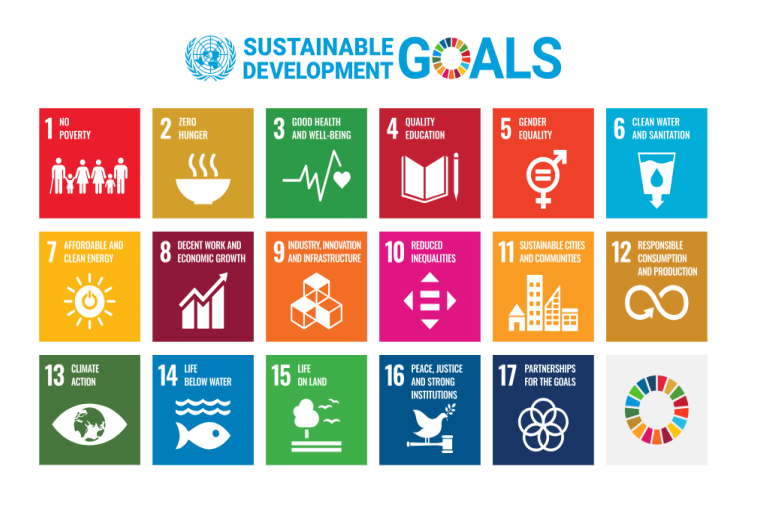 SUSTAINABLE
DEVELOPMENT
GOALS
1 NO
POVERTY
2 ZERO
HUNGER
3 GOOD HEALTH
AND WELL-BEING
4 QUALITY
EDUCATION
5 GENDER
EQUALITY
6 CLEAN WATER
AND SANITATION
7 AFFORDABLE AND
CLEAN ENERGY
8 DECENT WORK AND
ECONOMIC GROWTH
9 INDUSTRY, INNOVATION
AND INFRASTRUCTURE
10 REDUCED
INEQUALITIES
11 SUSTAINABLE CITIES
AND COMMUNITIES
12 RESPONSIBLE
CONSUMPTION
AND PRODUCTION
13 CLIMATE
ACTION
14 LIFE
BELOW WATER
15 LIFE
ON LAND
16 PEACE, JUSTICE
AND STRONG
INSTITUTIONS
17 PARTNERSHIPS
FOR THE GOALS